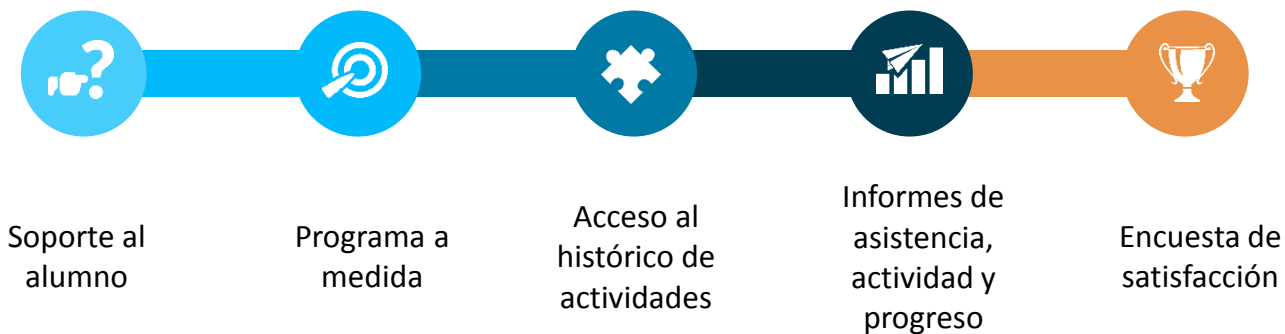 Soporte al
alumno
Programa a
medida
Acceso al
histórico de
actividades
Informes de
asistencia,
actividad y
progreso
Encuesta de
satisfacción